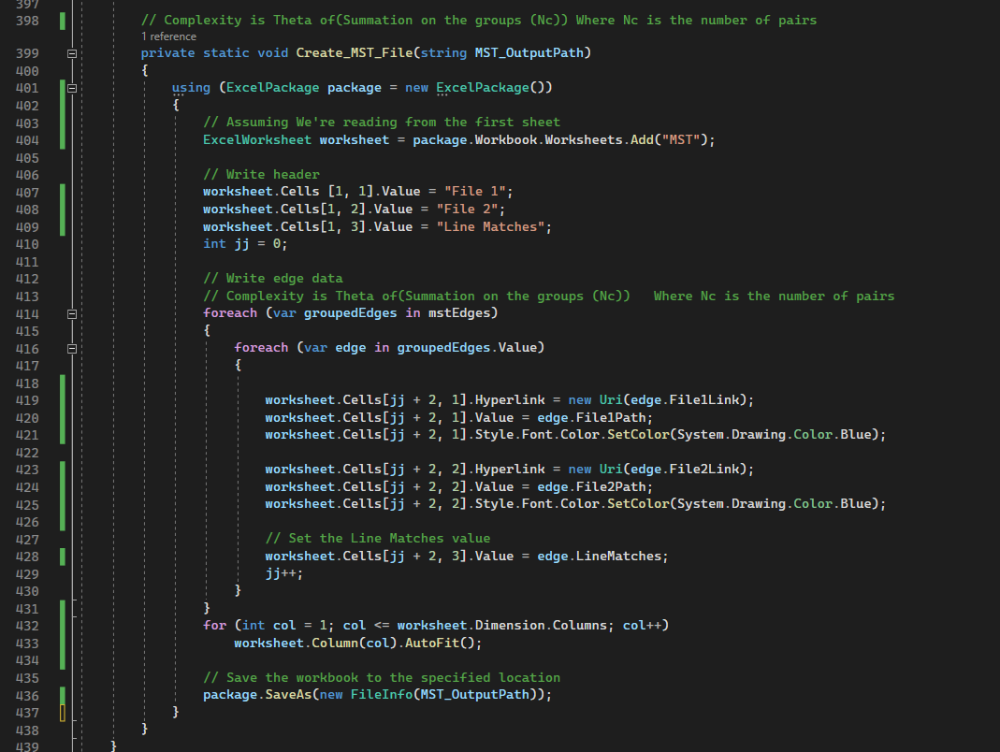 397
398 // Complexity is Theta of(Summation on the groups (Nc)) Where Nc is the number of pairs
1 reference
399 private static void Create_MST_File(string MST_OutputPath)
400 {
401 using (ExcelPackage package = new ExcelPackage())
402 {
403 // Assuming We're reading from the first sheet
404 ExcelWorksheet worksheet = package.Workbook.Worksheets.Add("MST");
405
406 // Write header
407 worksheet.Cells [1, 1].Value = "File 1";
408 worksheet.Cells[1, 2].Value = "File 2";
409 worksheet.Cells[1, 3].Value = "Line Matches";
410 int jj = 0;
411
412 // Write edge data
413 // Complexity is Theta of(Summation on the groups (Nc))   Where Nc is the number of pairs
414 foreach (var groupedEdges in mstEdges)
415 {
416 foreach (var edge in groupedEdges.Value)
417 {
418
419 worksheet.Cells[jj + 2, 1].Hyperlink = new Uri(edge.File1Link);
420 worksheet.Cells[jj + 2, 1].Value = edge.File1Path;
421 worksheet.Cells[jj + 2, 1].Style.Font.Color.SetColor(System.Drawing.Color.Blue);
422
423 worksheet.Cells[jj + 2, 2].Hyperlink = new Uri(edge.File2Link);
424 worksheet.Cells[jj + 2, 2].Value = edge.File2Path;
425 worksheet.Cells[jj + 2, 2].Style.Font.Color.SetColor(System.Drawing.Color.Blue);
426
427 // Set the Line Matches value
428 worksheet.Cells[jj + 2, 3].Value = edge.LineMatches;
429 jj++;
430 }
431 }
432 for (int col = 1; col <= worksheet.Dimension.Columns; col++)
433 worksheet.Column(col).AutoFit();
434
435 // Save the workbook to the specified location
436 package.SaveAs(new FileInfo(MST_OutputPath));
437 }
438 }
439 }